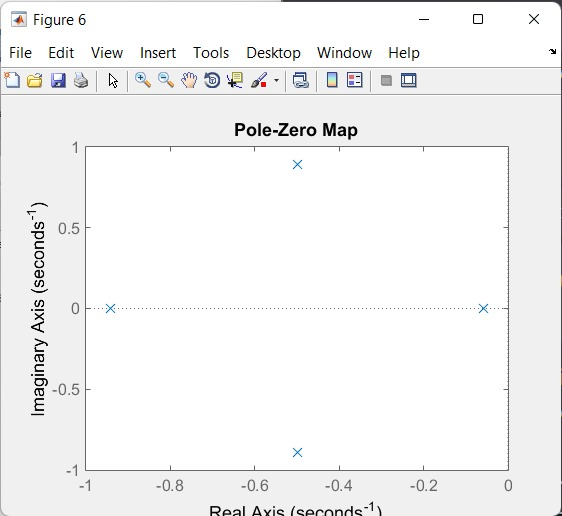 Figure 6
File Edit View Insert Tools Desktop Window Help
Pole-Zero Map
1
0.5
0
-0.5
-1
Imaginary Axis (seconds⁻¹)
-1 -0.8 -0.6 -0.4 -0.2 0
Real Axis (seconds⁻¹)